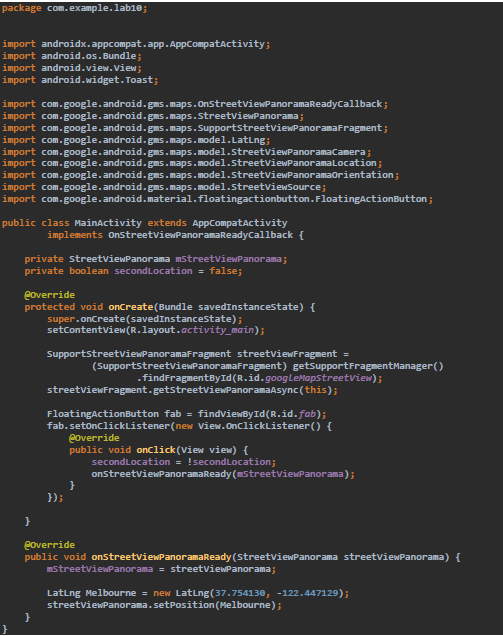 package com.example.lab10;
import androidx.appcompat.app.AppCompatActivity;
import android.os.Bundle;
import android.view.View;
import android.widget.Toast;
import com.google.android.gms.maps.OnStreetViewPanoramaReadyCallback;
import com.google.android.gms.maps.StreetViewPanorama;
import com.google.android.gms.maps.SupportStreetViewPanoramaFragment;
import com.google.android.gms.maps.model.LatLng;
import com.google.android.gms.maps.model.StreetViewPanoramaCamera;
import com.google.android.gms.maps.model.StreetViewPanoramaLocation;
import com.google.android.gms.maps.model.StreetViewPanoramaOrientation;
import com.google.android.gms.maps.model.StreetViewSource;
import com.google.android.material.floatingactionbutton.FloatingActionButton;
public class MainActivity extends AppCompatActivity
        implements OnStreetViewPanoramaReadyCallback {
    private StreetViewPanorama mStreetViewPanorama;
    private boolean secondLocation = false;
    @Override
    protected void onCreate(Bundle savedInstanceState) {
        super.onCreate(savedInstanceState);
        setContentView(R.layout.activity_main);
        SupportStreetViewPanoramaFragment streetViewFragment =
                (SupportStreetViewPanoramaFragment) getSupportFragmentManager()
                        .findFragmentById(R.id.googleMapStreetView);
        streetViewFragment.getStreetViewPanoramaAsync(this);
        FloatingActionButton fab = findViewById(R.id.fab);
        fab.setOnClickListener(new View.OnClickListener() {
            @Override
            public void onClick(View view) {
                secondLocation = !secondLocation;
                onStreetViewPanoramaReady(mStreetViewPanorama);
            }
        });
    }
    @Override
    public void onStreetViewPanoramaReady(StreetViewPanorama streetViewPanorama) {
        mStreetViewPanorama = streetViewPanorama;
        LatLng Melbourne = new LatLng(37.754130, -122.447129);
        streetViewPanorama.setPosition(Melbourne);
    }
}